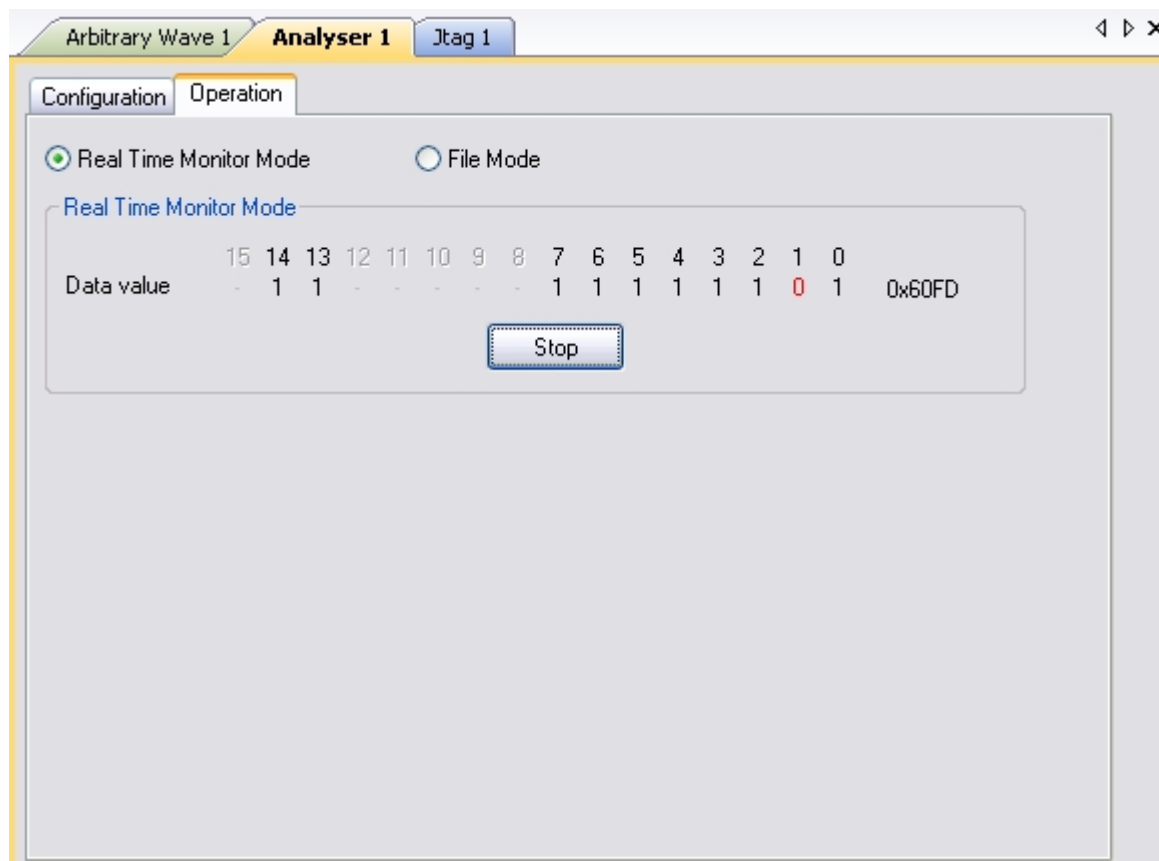 Arbitrary Wave 1 Analyser 1 Jtag 1
Configuration Operation
Real Time Monitor Mode File Mode
Real Time Monitor Mode
15 14 13 12 11 10 9 8 7 6 5 4 3 2 1 0
Data value - 1 1 - - - - - 1 1 1 1 1 1 0 1 0x60FD
Stop